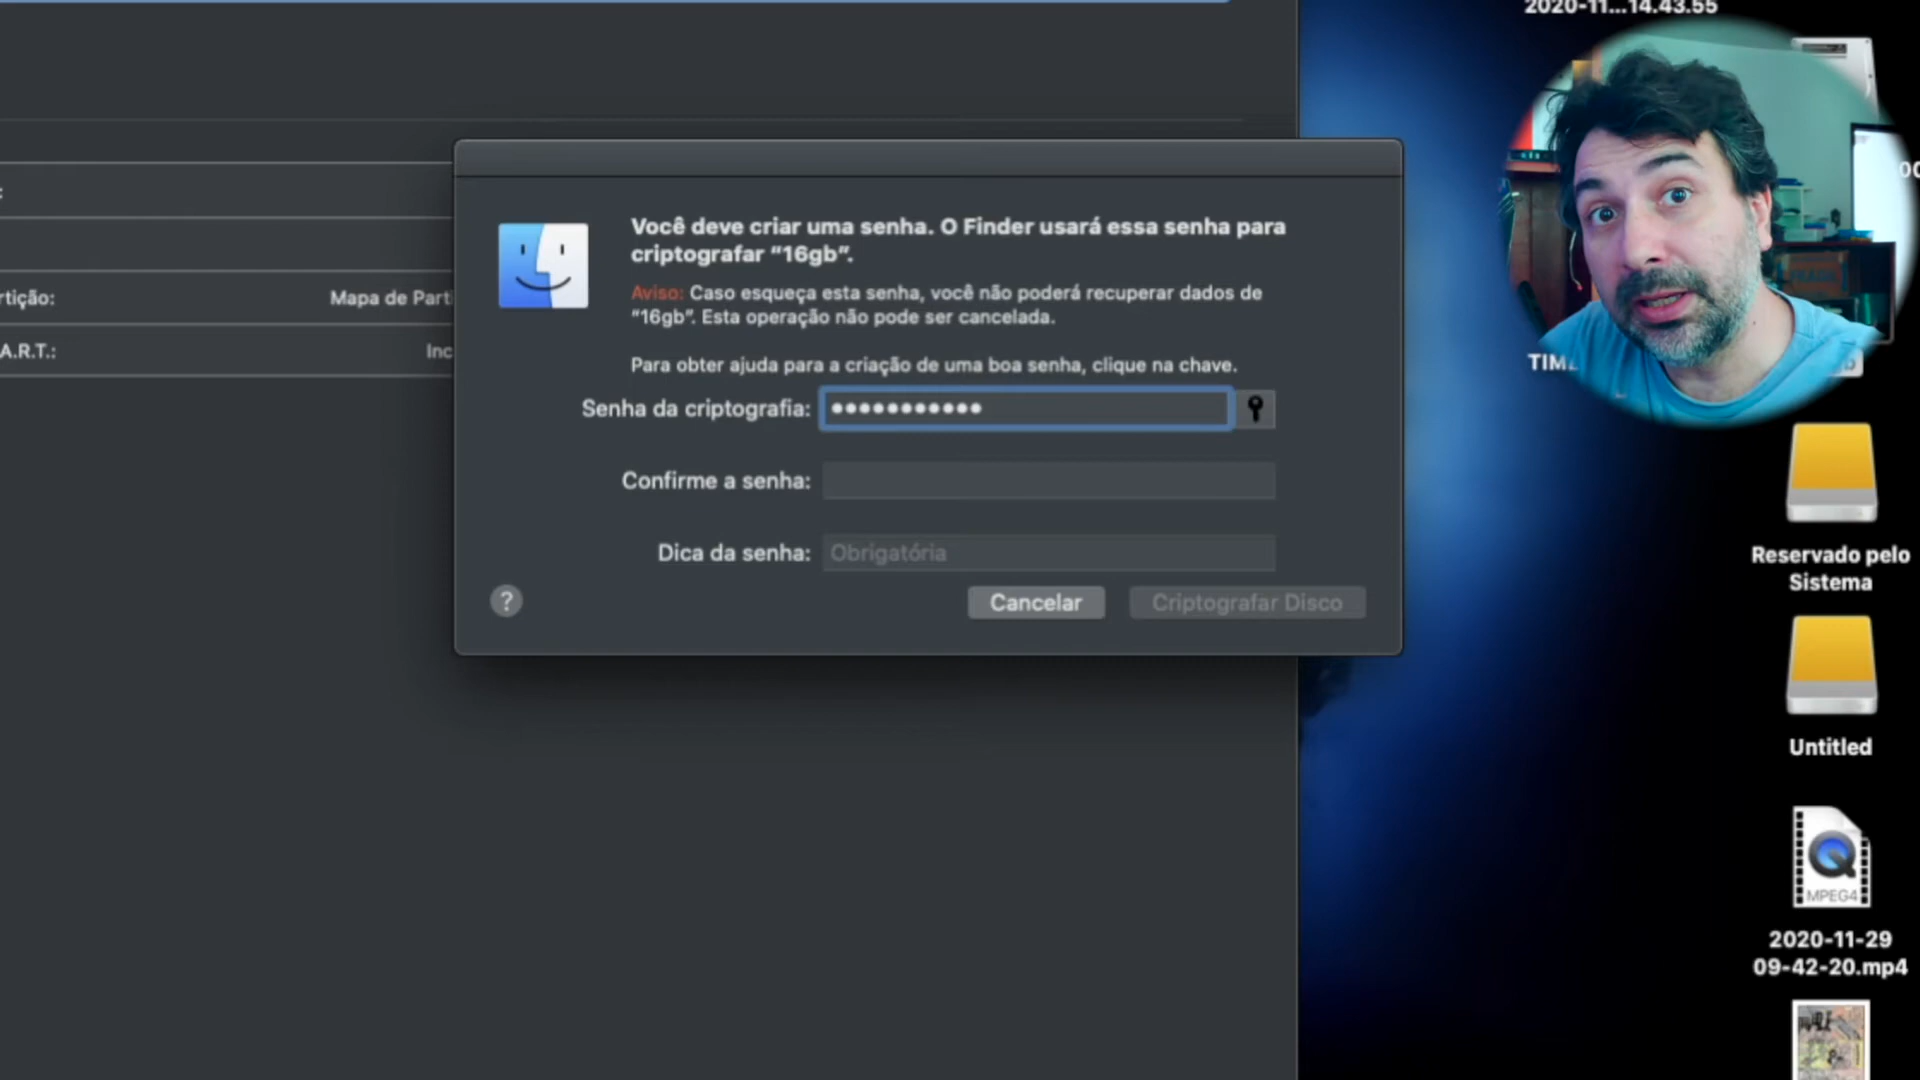 2020-11...14.43.55
:
rtição:
Mapa de Parti
A.R.T.:
Inc
Você deve criar uma senha. O Finder usará essa senha para
criptografar “16gb”.
Aviso: Caso esqueça esta senha, você não poderá recuperar dados de
“16gb”. Esta operação não pode ser cancelada.
Para obter ajuda para a criação de uma boa senha, clique na chave.
Senha da criptografia: •••••••••••
Confirme a senha:
Dica da senha: Obrigatória
?
Cancelar
Criptografar Disco
TIM
Reservado pelo
Sistema
Untitled
MPEG4
2020-11-29
09-42-20.mp4